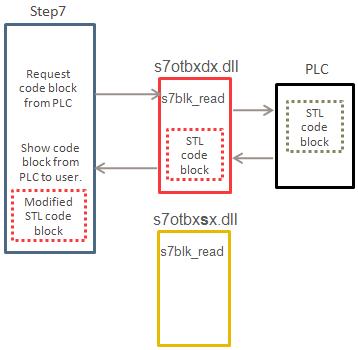 Step7
Request
code block
from PLC
Show code
block from
PLC to user.
Modified
STL code
block
s7otbxdx.dll
s7blk_read
STL
code
block
PLC
STL
code
block
s7otbxsx.dll
s7blk_read